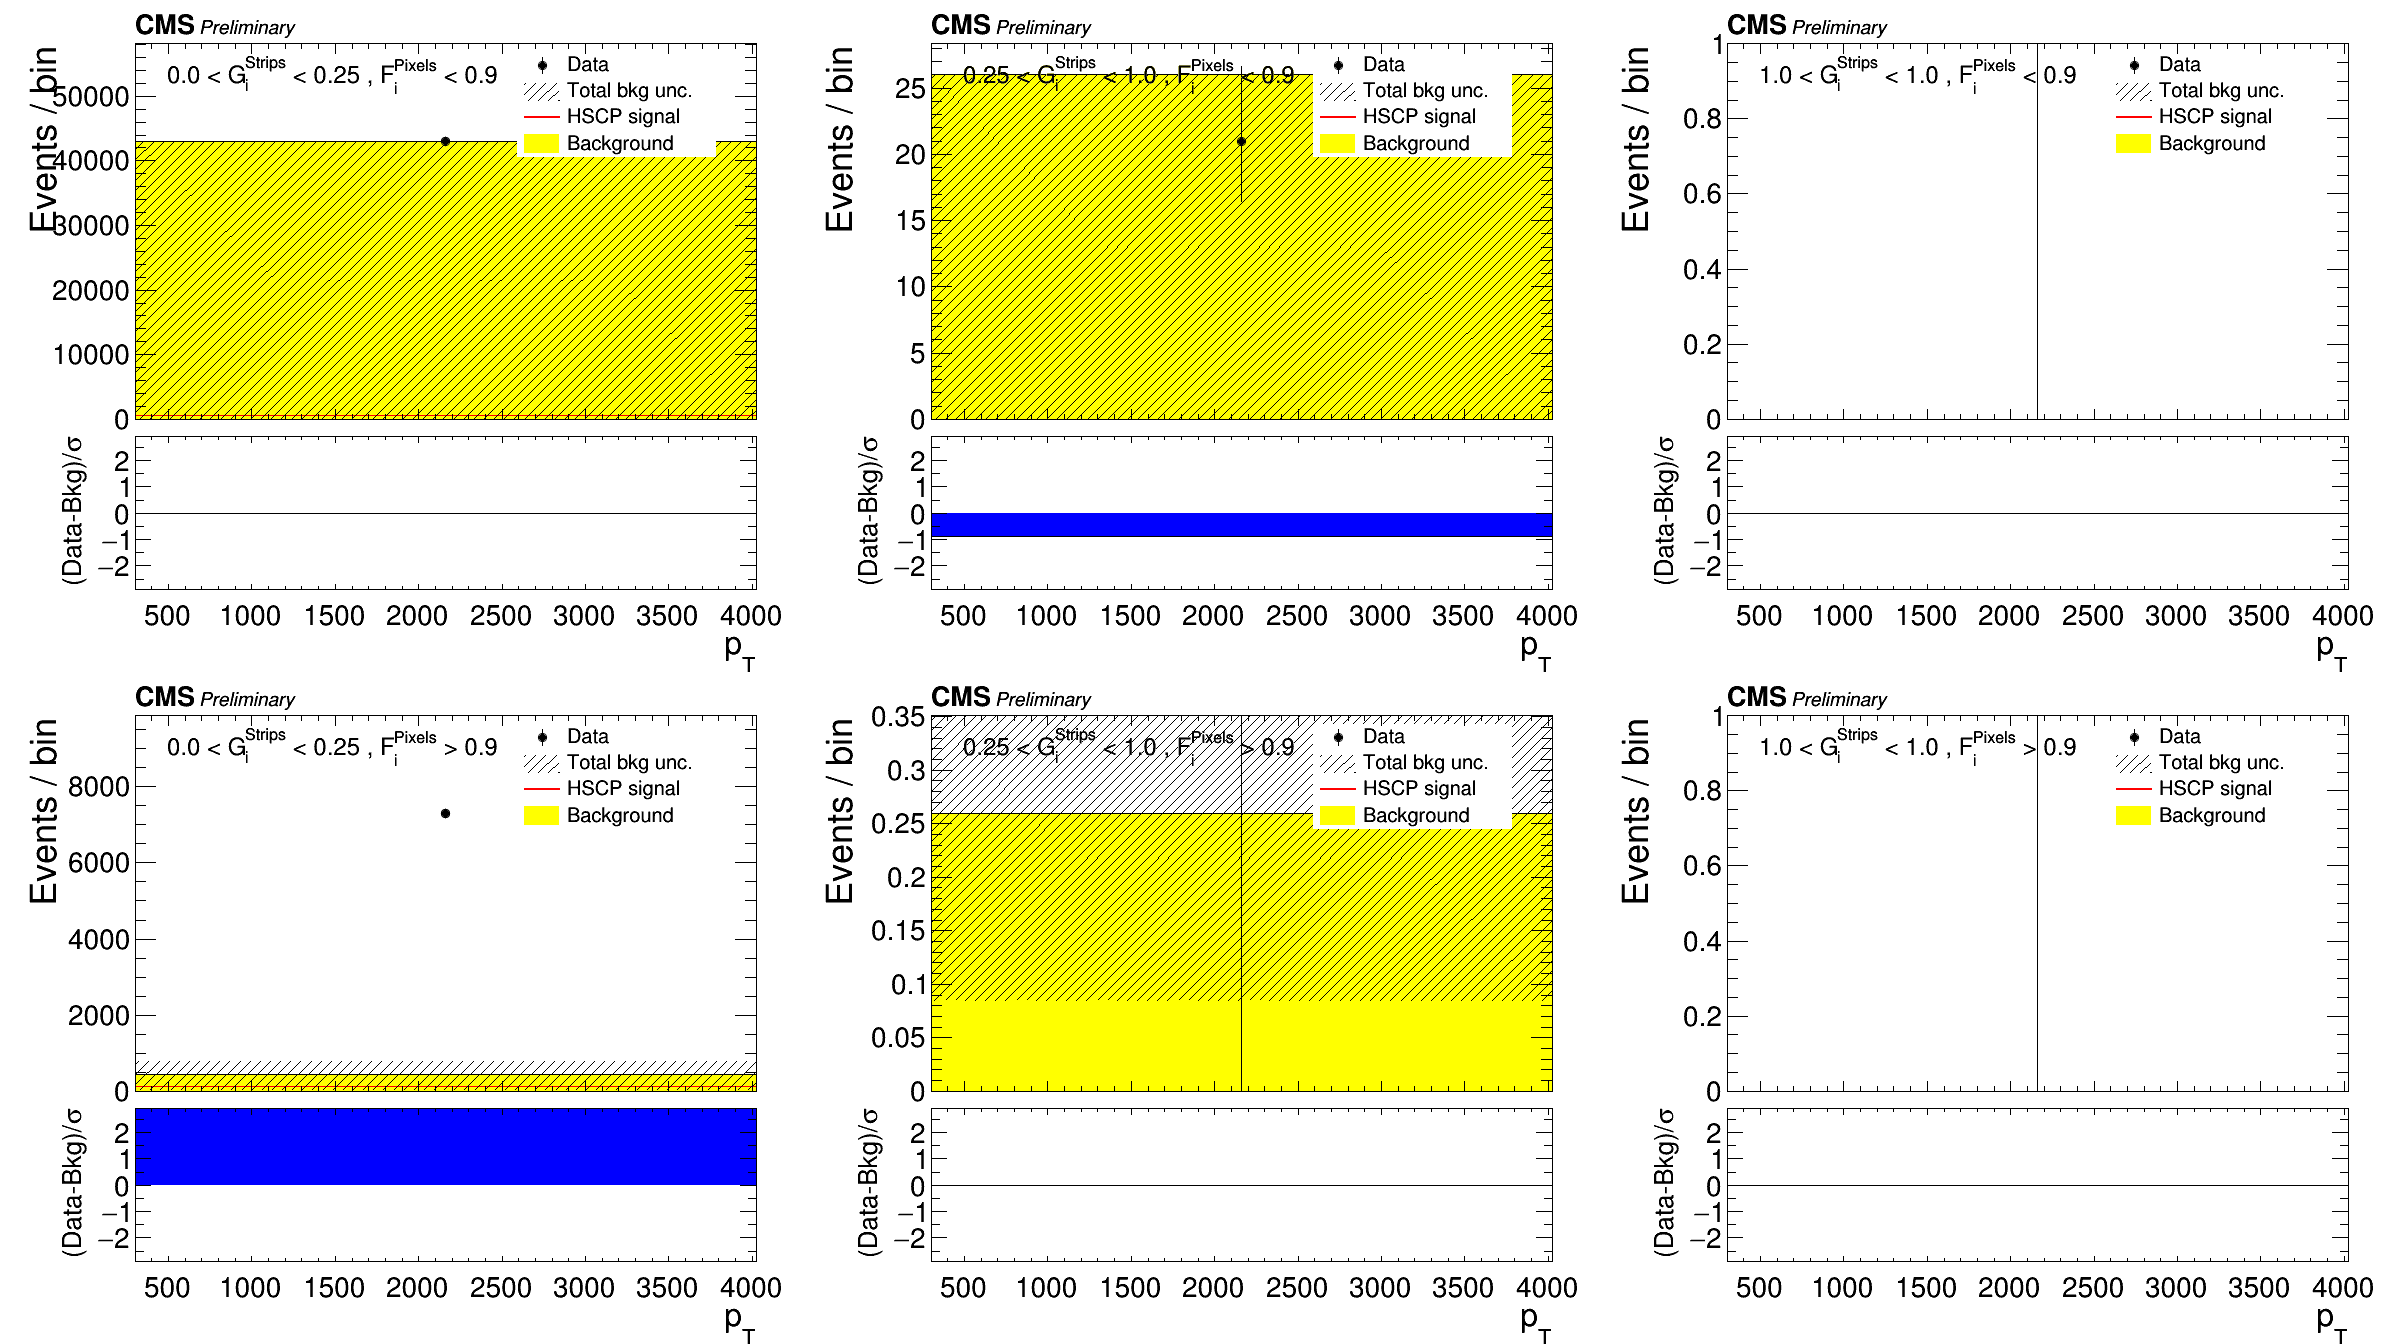 CMS Preliminary
Events / bin
0.0 < G_i^Strips < 0.25 , F_i^Pixels < 0.9
Data
Total bkg unc.
HSCP signal
Background
50000
40000
30000
20000
10000
0
(Data-Bkg)/σ
2
1
0
−1
−2
500 1000 1500 2000 2500 3000 3500 4000
p_T
CMS Preliminary
Events / bin
0.25 < G_i^Strips < 1.0 , F_i^Pixels < 0.9
Data
Total bkg unc.
HSCP signal
Background
25
20
15
10
5
0
(Data-Bkg)/σ
2
1
0
−1
−2
500 1000 1500 2000 2500 3000 3500 4000
p_T
CMS Preliminary
Events / bin
1.0 < G_i^Strips < 1.0 , F_i^Pixels < 0.9
Data
Total bkg unc.
HSCP signal
Background
1
0.8
0.6
0.4
0.2
0
(Data-Bkg)/σ
2
1
0
−1
−2
500 1000 1500 2000 2500 3000 3500 4000
p_T
CMS Preliminary
Events / bin
0.0 < G_i^Strips < 0.25 , F_i^Pixels > 0.9
Data
Total bkg unc.
HSCP signal
Background
8000
6000
4000
2000
0
(Data-Bkg)/σ
2
1
0
−1
−2
500 1000 1500 2000 2500 3000 3500 4000
p_T
CMS Preliminary
Events / bin
0.25 < G_i^Strips < 1.0 , F_i^Pixels > 0.9
Data
Total bkg unc.
HSCP signal
Background
0.35
0.3
0.25
0.2
0.15
0.1
0.05
0
(Data-Bkg)/σ
2
1
0
−1
−2
500 1000 1500 2000 2500 3000 3500 4000
p_T
CMS Preliminary
Events / bin
1.0 < G_i^Strips < 1.0 , F_i^Pixels > 0.9
Data
Total bkg unc.
HSCP signal
Background
1
0.8
0.6
0.4
0.2
0
(Data-Bkg)/σ
2
1
0
−1
−2
500 1000 1500 2000 2500 3000 3500 4000
p_T